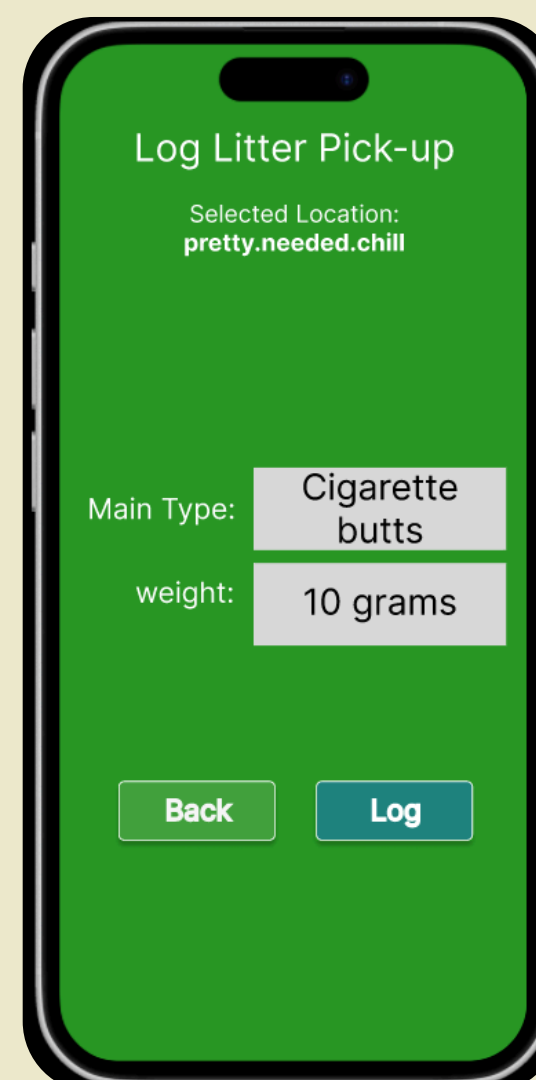 Log Litter Pick-up
Selected Location:
pretty.needed.chill
Main Type:
Cigarette
butts
weight:
10 grams
Back
Log